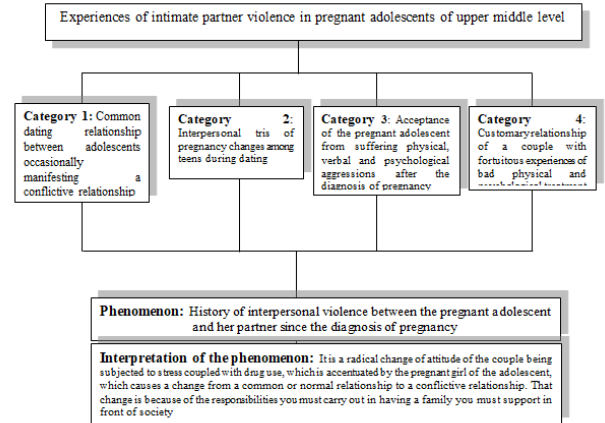 Experiences of intimate partner violence in pregnant adolescents of upper middle level
Category 1: Common
dating relationship
between adolescents
occasionally
manifesting a
conflictive relationship
Category 2:
Interpersonal tris of
pregnancy changes among
teens during dating
Category 3: Acceptance
of the pregnant adolescent
from suffering physical,
verbal and psychological
aggressions after the
diagnosis of pregnancy
Category 4:
Customary relationship
of a couple with
fortuitous experiences of
bad physical and
psychological treatment
Phenomenon: History of interpersonal violence between the pregnant adolescent
and her partner since the diagnosis of pregnancy
Interpretation of the phenomenon: It is a radical change of attitude of the couple being
subjected to stress coupled with drug use, which is accentuated by the pregnant girl of the adolescent,
which causes a change from a common or normal relationship to a conflictive relationship. That
change is because of the responsibilities you must carry out in having a family you must support in
front of society